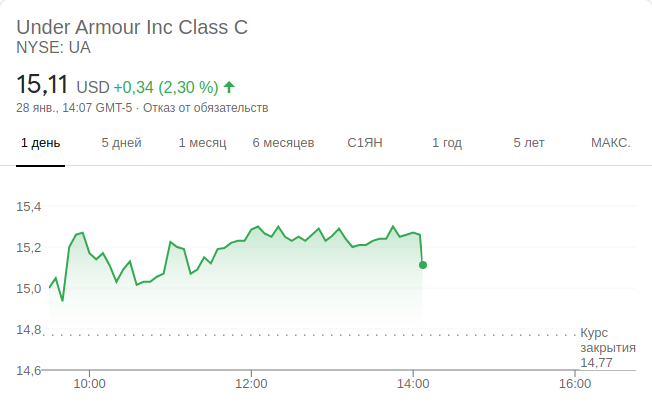 Under Armour Inc Class C
NYSE: UA
15,11 USD +0,34 (2,30 %)
28 янв., 14:07 GMT-5 · Отказ от обязательств
1 день 5 дней 1 месяц 6 месяцев С1ЯН 1 год 5 лет МАКС.
15,4
15,2
15,0
14,8
Курс
закрытия
14,77
14,6
10:00 12:00 14:00 16:00